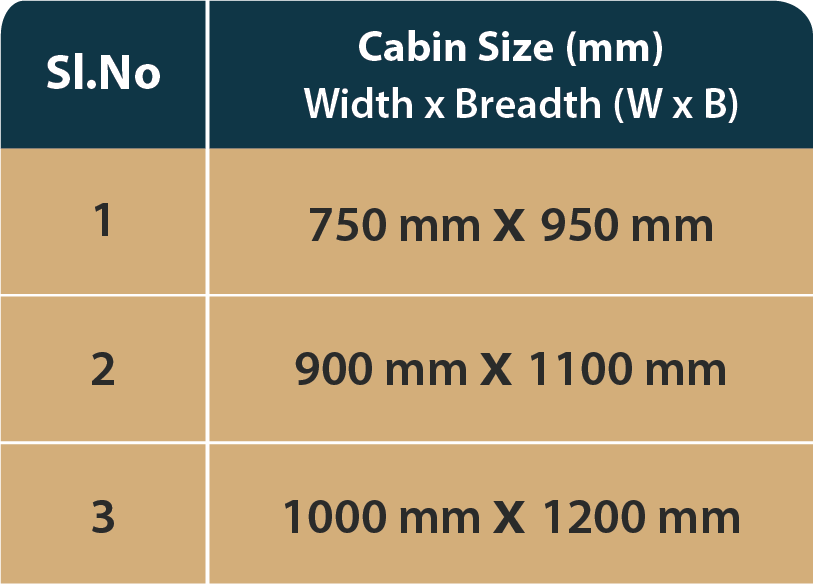 Sl.No
Cabin Size (mm)
Width x Breadth (W x B)
1
750 mm X 950 mm
2
900 mm X 1100 mm
3
1000 mm X 1200 mm